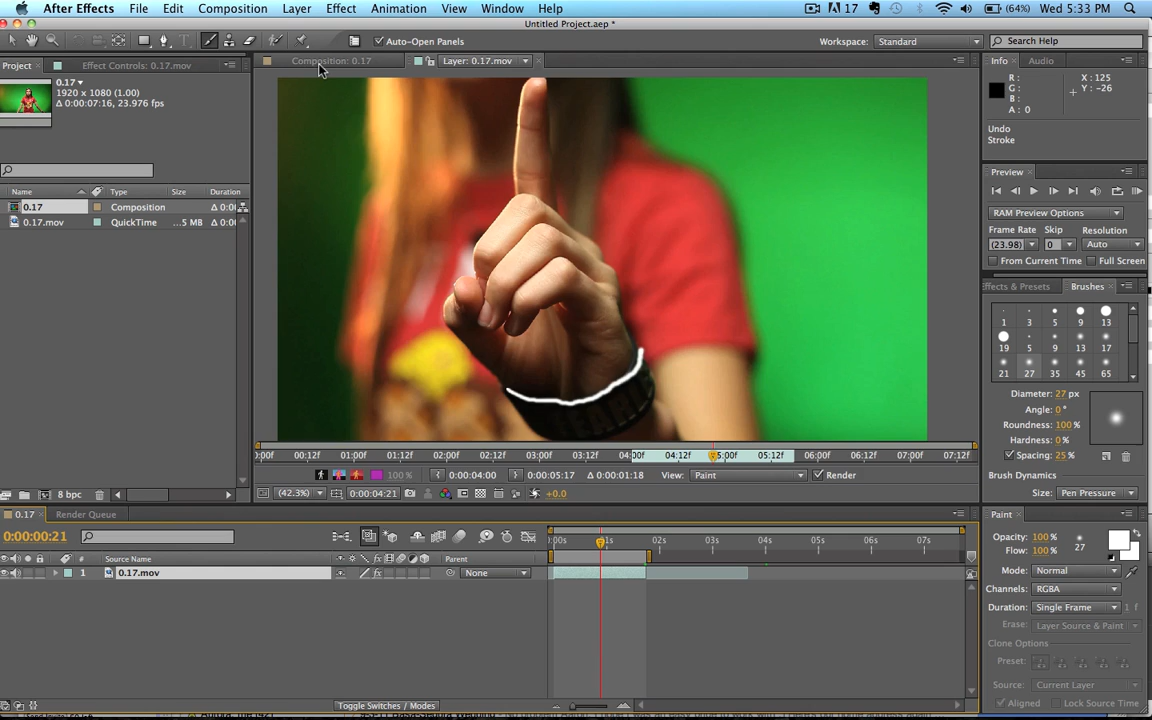 After Effects File Edit Composition Layer Effect Animation View Window Help A 17 (64%) Wed 5:33 PM
Untitled Project.aep *
T Auto-Open Panels Workspace: Standard Search Help
Project Effect Controls: 0.17.mov Composition: 0.17 Layer: 0.17.mov Info Audio
0.17
1920 x 1080 (1.00)
Δ 0:00:07:16, 23.976 fps
R : X : 125
G : Y : -26
B :
A : 0
Undo
Stroke
Preview
Name Type Size Duration
0.17 Composition Δ 0:00
0.17.mov QuickTime ...5 MB Δ 0:00
RAM Preview Options
Frame Rate Skip Resolution
(23.98) 0 Auto
From Current Time Full Screen
Effects & Presets Brushes
1 3 5 9 13
19 5 9 13 17
21 27 35 45 65
Diameter: 27 px
Angle: 0 °
Roundness: 100 %
Hardness: 0 %
Spacing: 25 %
Brush Dynamics
Size: Pen Pressure
:00f 00:12f 01:00f 01:12f 02:00f 02:12f 03:00f 03:12f 04:00f 04:12f 05:00f 05:12f 06:00f 06:12f 07:00f 07:12f
100 % 0:00:04:00 0:00:05:17 Δ 0:00:01:18 View: Paint Render
8 bpc (42.3%) 0:00:04:21 +0.0
0.17 Render Queue
0:00:00:21
:00s 01s 02s 03s 04s 05s 06s 07s
# Source Name Parent
1 0.17.mov None
Toggle Switches / Modes
Paint
Opacity: 100 %
Flow: 100 % 27
Mode: Normal
Channels: RGBA
Duration: Single Frame 1 f
Erase: Layer Source & Paint
Clone Options
Preset:
Source: Current Layer
Aligned Lock Source Time